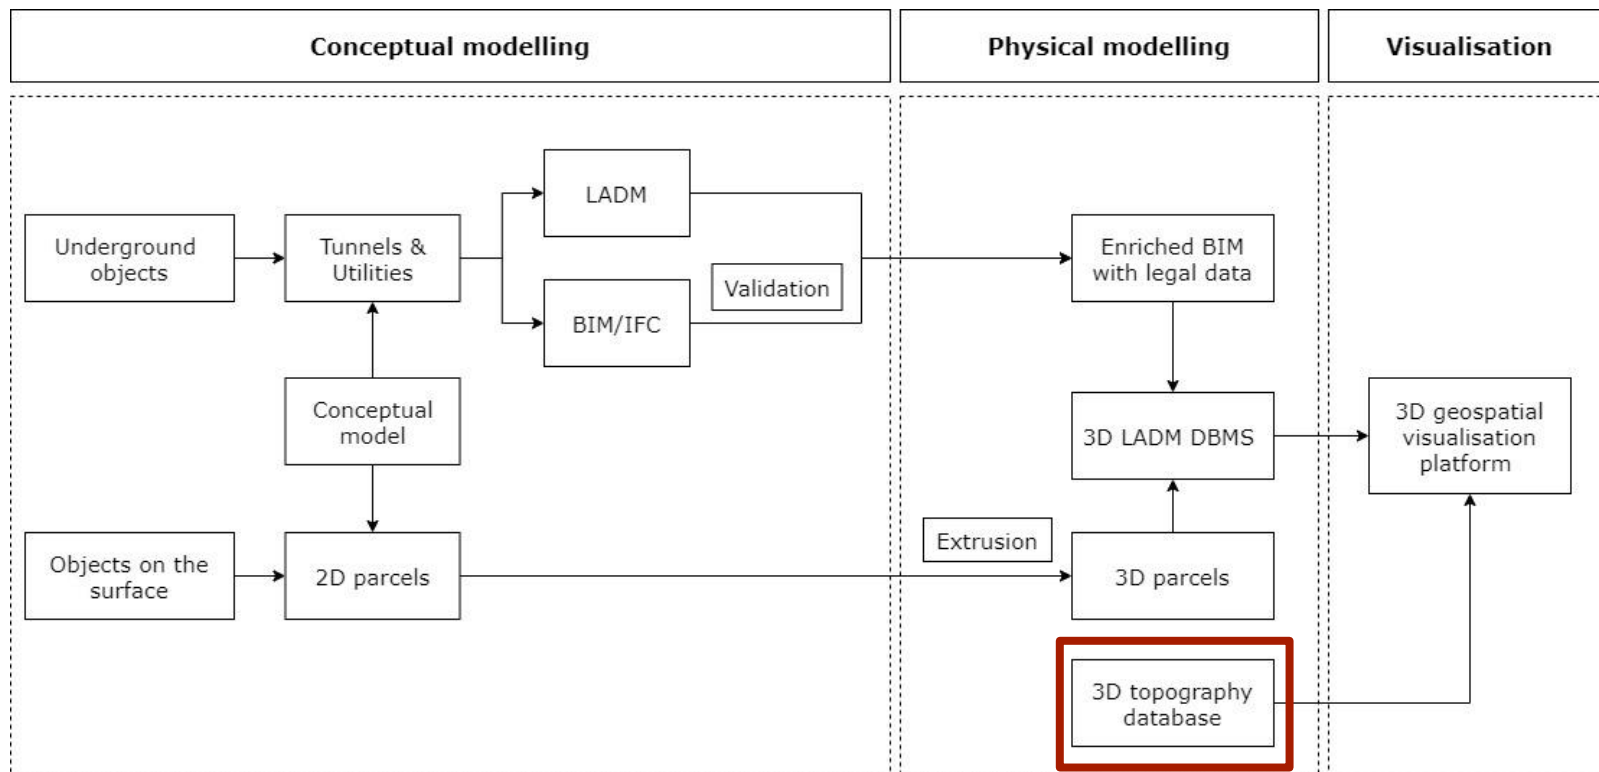 Conceptual modelling
Physical modelling
Visualisation
LADM
Underground
objects
Tunnels &
Utilities
Enriched BIM
with legal data
Validation
BIM/IFC
Conceptual
model
3D LADM DBMS
3D geospatial
visualisation
platform
Extrusion
Objects on the
surface
2D parcels
3D parcels
3D topography
database